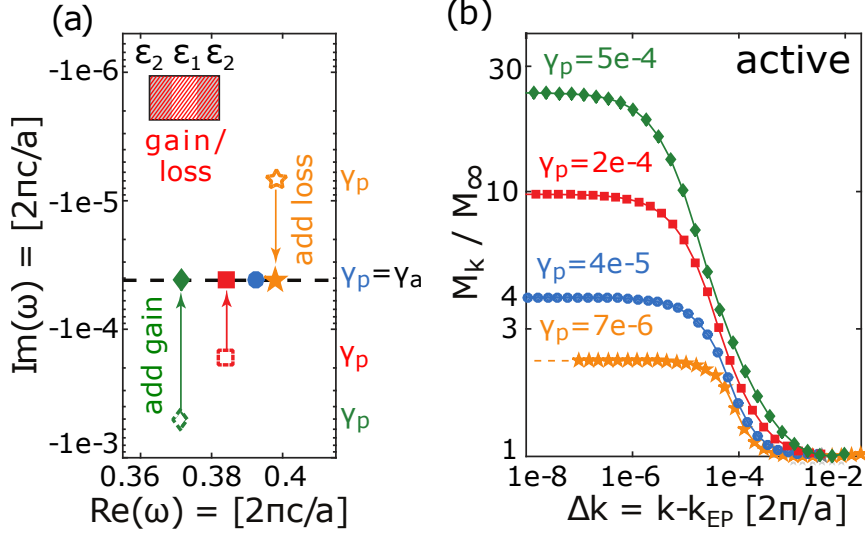 (a)
ε₂ ε₁ ε₂
gain/
loss
add loss
add gain
γp
γp=γa
γp
γp
-1e-6
-1e-5
-1e-4
-1e-3
Im(ω) = [2πc/a]
0.36 0.38 0.4
Re(ω) = [2πc/a]
(b)
active
γp=5e-4
γp=2e-4
γp=4e-5
γp=7e-6
30
10
4
3
1
Mk / M∞
1e-8 1e-6 1e-4 1e-2
Δk = k-kEP [2π/a]